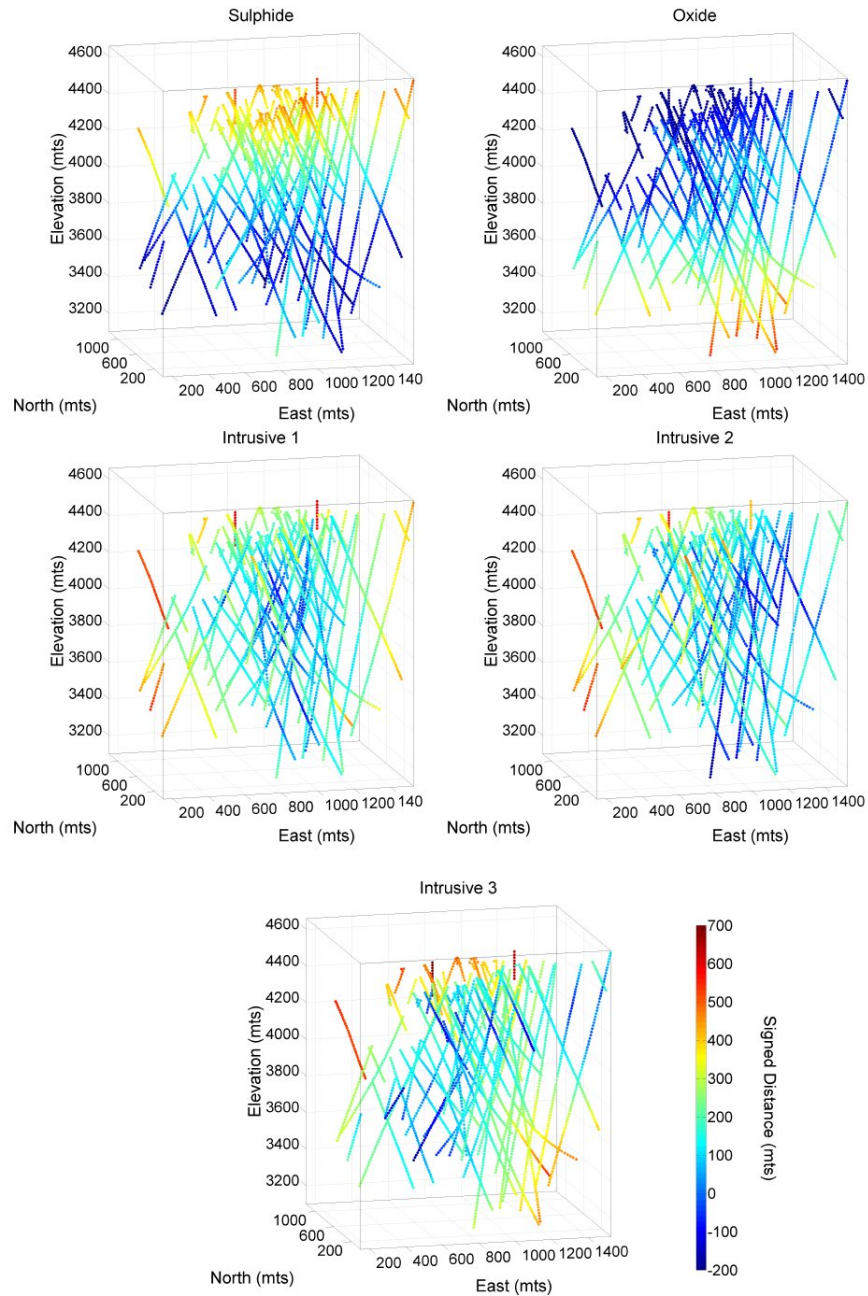 Sulphide
Oxide
4600
4400
4200
4000
3800
3600
3400
3200
Elevation (mts)
1000
600
200
North (mts)
200 400 600 800 1000 1200 140
East (mts)
4600
4400
4200
4000
3800
3600
3400
3200
Elevation (mts)
1000
600
200
North (mts)
200 400 600 800 1000 1200 140
East (mts)
Intrusive 1
Intrusive 2
4600
4400
4200
4000
3800
3600
3400
3200
Elevation (mts)
1000
600
200
North (mts)
200 400 600 800 1000 1200 140
East (mts)
4600
4400
4200
4000
3800
3600
3400
3200
Elevation (mts)
1000
600
200
North (mts)
200 400 600 800 1000 1200 140
East (mts)
Intrusive 3
4600
4400
4200
4000
3800
3600
3400
3200
Elevation (mts)
1000
600
200
North (mts)
200 400 600 800 1000 1200 1400
East (mts)
700
600
500
400
300
200
100
0
-100
-200
Signed Distance (mts)